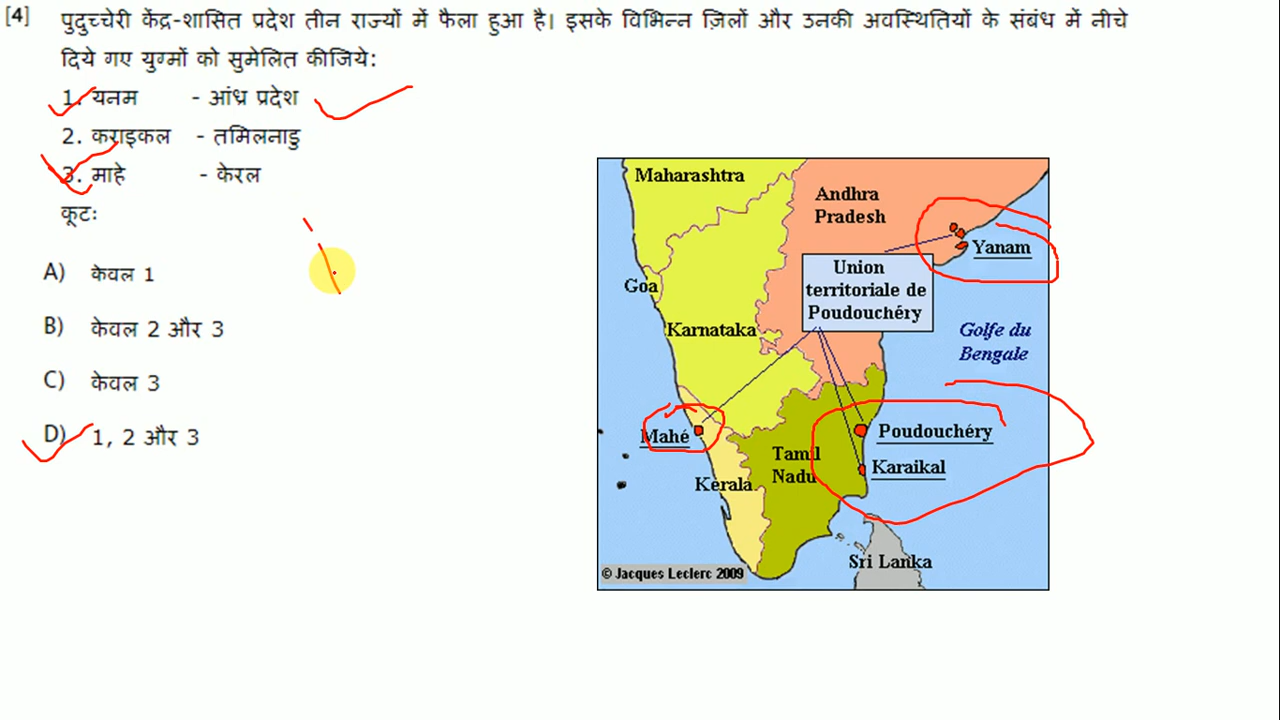 [4] पुदुच्चेरी केंद्र-शासित प्रदेश तीन राज्यों में फैला हुआ है। इसके विभिन्न ज़िलों और उनकी अवस्थितियों के संबंध में नीचे
दिये गए युग्मों को सुमेलित कीजिये:
1. यनम - आंध्र प्रदेश
2. कराइकल - तमिलनाडु
3. माहे - केरल
कूटः
A) केवल 1
B) केवल 2 और 3
C) केवल 3
D) 1, 2 और 3
Maharashtra
Andhra
Pradesh
Yanam
Union
territoriale de
Poudouchéry
Goa
Karnataka
Golfe du
Bengale
Mahé
Poudouchéry
Tamil
Nadu
Karaikal
Kérala
Sri Lanka
© Jacques Leclerc 2009